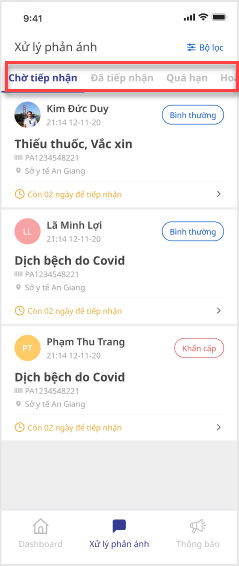 9:41
Xử lý phản ánh
Bộ lọc
Chờ tiếp nhận Đã tiếp nhận Quá hạn
Kim Đức Duy
21:14 12-11-20
Bình thường
Thiếu thuốc, Vắc xin
PA1234548221
Sở y tế An Giang
Còn 02 ngày để tiếp nhận
LL
Lã Minh Lợi
21:14 12-11-20
Bình thường
Dịch bệch do Covid
PA1234548221
Sở y tế An Giang
Còn 02 ngày để tiếp nhận
PT
Phạm Thu Trang
21:14 12-11-20
Khẩn cấp
Dịch bệch do Covid
PA1234548221
Sở y tế An Giang
Còn 02 ngày để tiếp nhận
Dashboard Xử lý phản ánh Thông báo